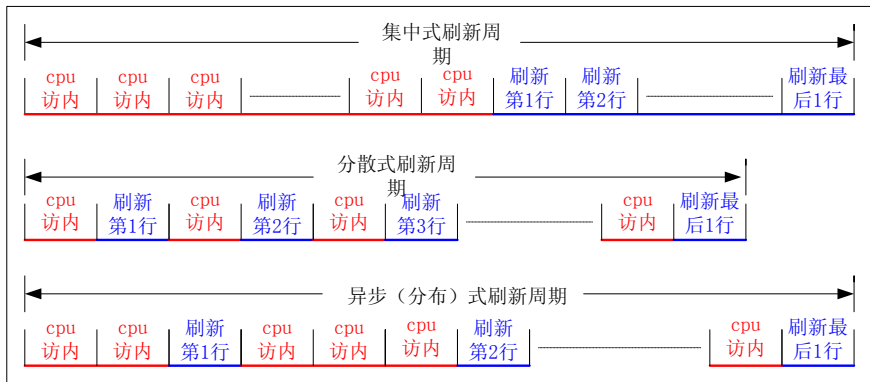 集中式刷新周
期
cpu cpu cpu cpu cpu 刷新 刷新 刷新最
访内 访内 访内 访内 访内 第1行 第2行 后1行
分散式刷新周
期
cpu 刷新 cpu 刷新 cpu 刷新 cpu 刷新最
访内 第1行 访内 第2行 访内 第3行 访内 后1行
异步（分布）式刷新周期
cpu cpu 刷新 cpu cpu cpu 刷新 cpu 刷新最
访内 访内 第1行 访内 访内 访内 第2行 访内 后1行